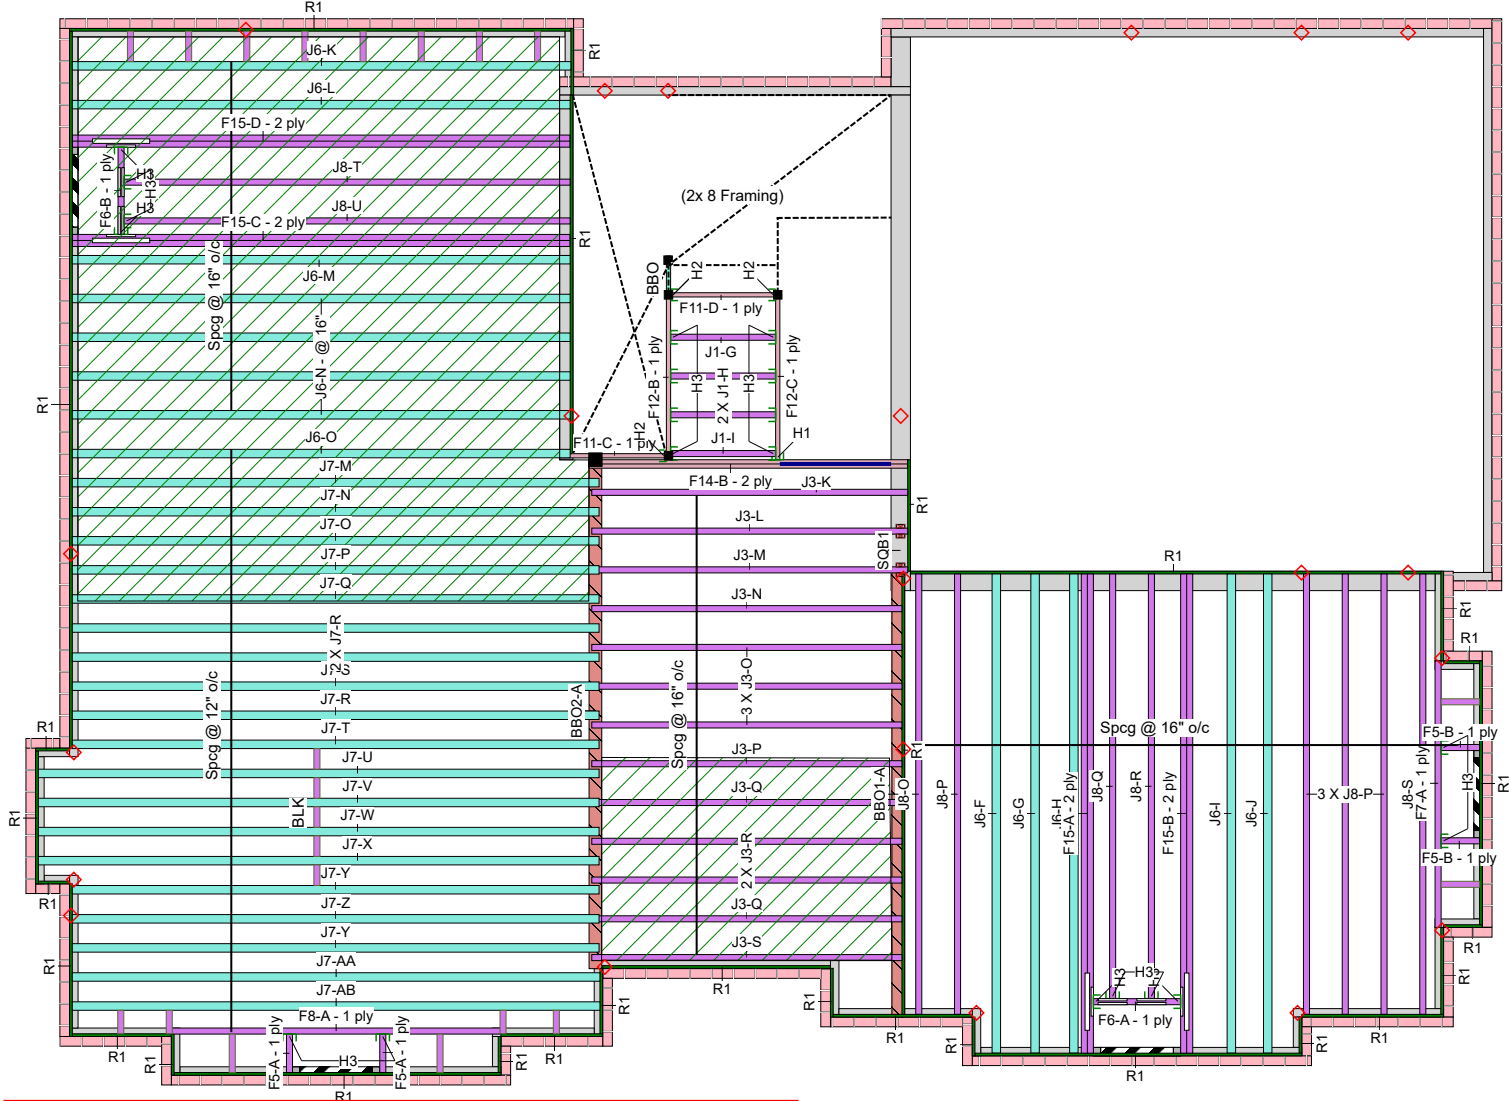 R1
J6-K
R1
J6-L
F15-D - 2 ply
F6-B - 1 ply
H3
H3
H3
J8-T
J8-U
F15-C - 2 ply
R1
(2x 8 Framing)
Spcg @ 16" o/c
J6-M
BBO
H2
H2
F11-D - 1 ply
J6-N - @ 16"
J1-G
F12-B - 1 ply
H3
2 X J1-H
H3
F12-C - 1 ply
R1
J6-O
F11-C - 1 ply
H2
J1-I
H1
J7-M
F14-B - 2 ply
J3-K
J7-N
R1
J7-O
J3-L
J7-P
J3-M
SQB1
R1
J7-Q
J3-N
R1
2 X J7-R
J7-S
R1
J7-R
BBO2-A
Spcg @ 16" o/c
3 X J3-O
Spcg @ 12" o/c
J7-T
R1
Spcg @ 16" o/c
F5-B - 1 ply
J3-P
R1
J7-U
J7-V
J3-Q
BBO1-A
J8-O
J8-P
J6-F
J6-G
J6-H
F15-A - 2 ply
J8-Q
J8-R
F15-B - 2 ply
J6-I
J6-J
3 X J8-P
J8-S
F7-A - 1 ply
H3
R1
R1
BLK
J7-W
J7-X
2 X J3-R
F5-B - 1 ply
J7-Y
R1
J7-Z
J3-Q
J7-Y
J3-S
R1
R1
J7-AA
H3
H3
R1
J7-AB
R1
R1
R1
R1
F8-A - 1 ply
F6-A - 1 ply
R1
R1
R1
F5-A - 1 ply
H3
F5-A - 1 ply
R1
R1
R1
R1
R1
R1